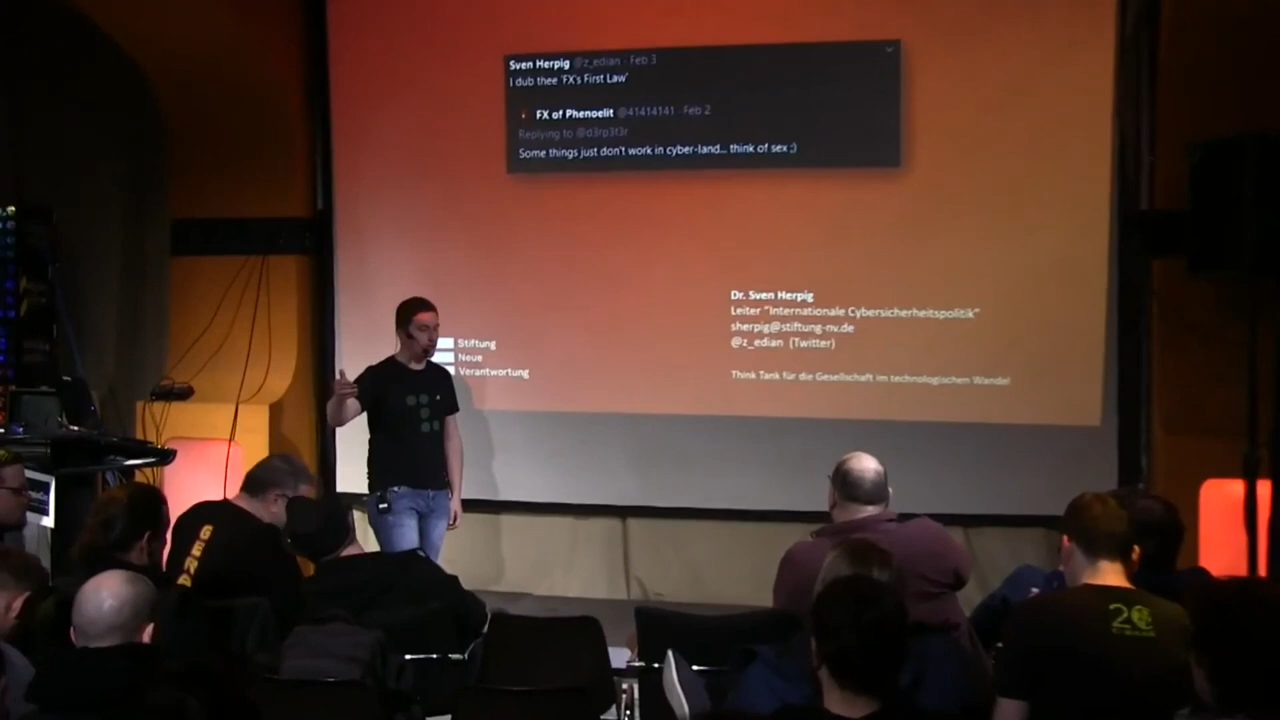 Sven Herpig @z_edian · Feb 3
I dub thee 'FX's First Law'
FX of Phenoelit @41414141 · Feb 2
Replying to @d3rp3t3r
Some things just don't work in cyber-land... think of sex ;)
Dr. Sven Herpig
Leiter "Internationale Cybersicherheitspolitik"
sherpig@stiftung-nv.de
@z_edian (Twitter)
Think Tank für die Gesellschaft im technologischen Wandel
Stiftung
Neue
Verantwortung